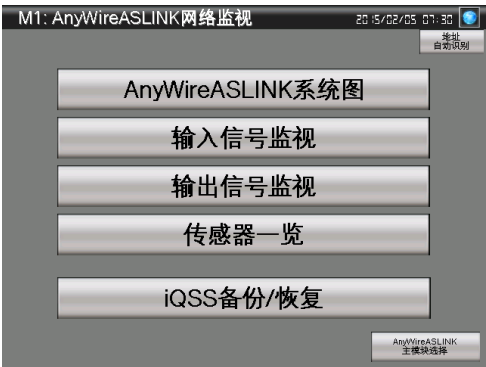 M1: AnyWireASLINK网络监视
2015/02/05 07:30
地址
自动识别
AnyWireASLINK系统图
输入信号监视
输出信号监视
传感器一览
iQSS备份/恢复
AnyWireASLINK
主模块选择